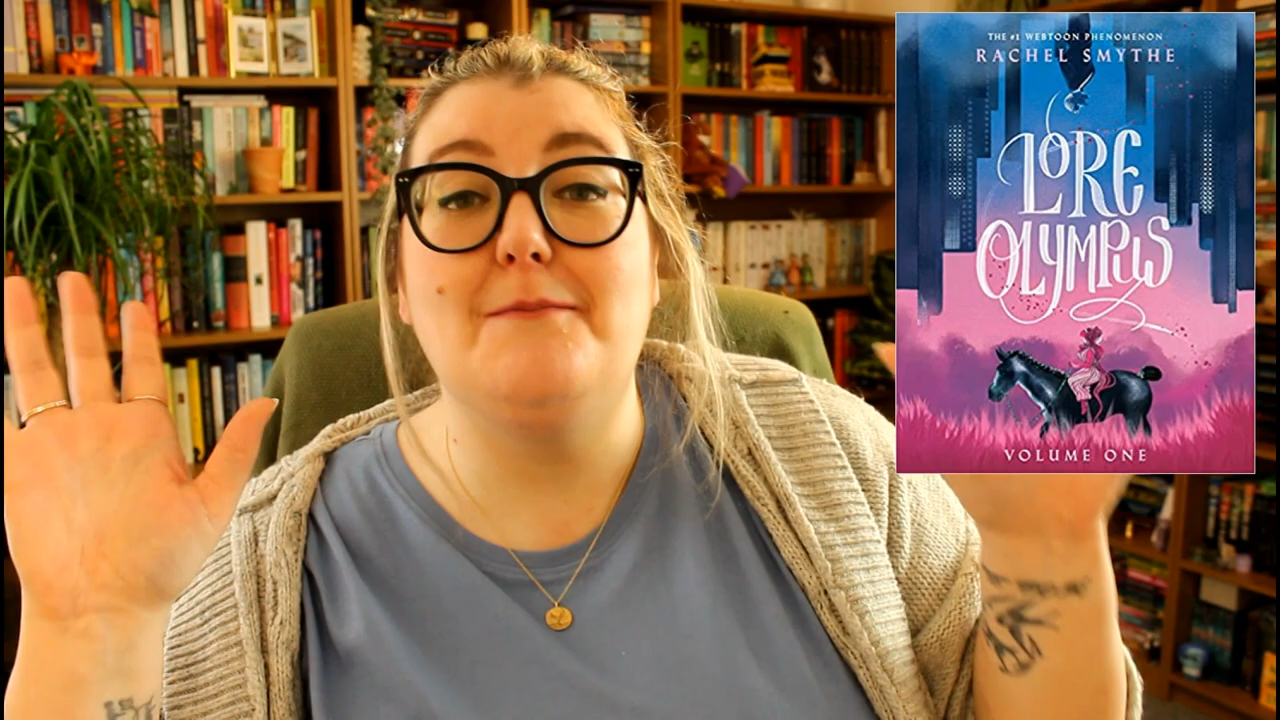 THE #1 WEBTOON PHENOMENON
RACHEL SMYTHE
LORE
OLYMPUS
VOLUME ONE